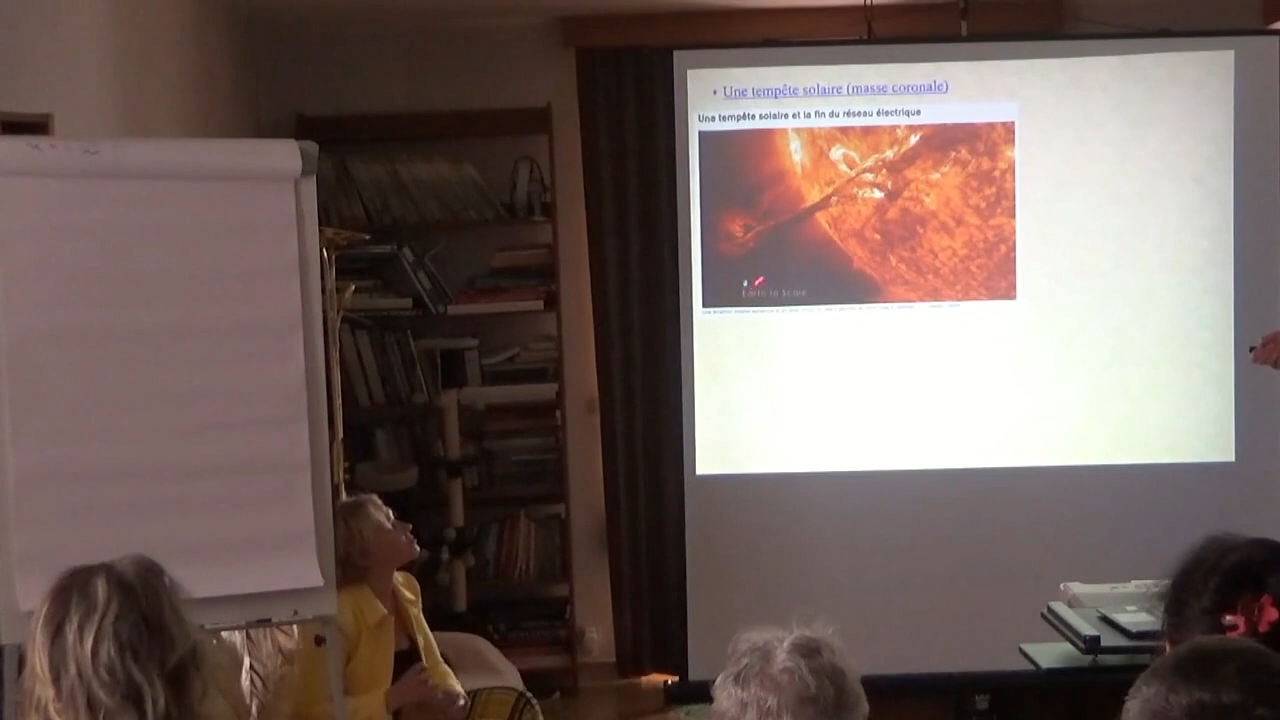 • Une tempête solaire (masse coronale)
Une tempête solaire et la fin du réseau électrique
Earth to Scale